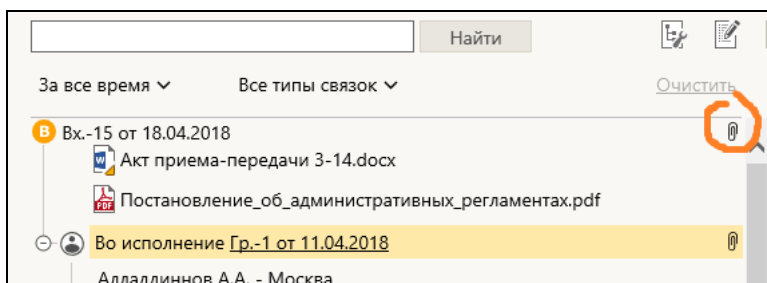 Найти
За все время Все типы связок Очистить
В Вх.-15 от 18.04.2018
Акт приема-передачи 3-14.docx
Постановление_об_административных_регламентах.pdf
Во исполнение Гр.-1 от 11.04.2018
А.А. - Москва